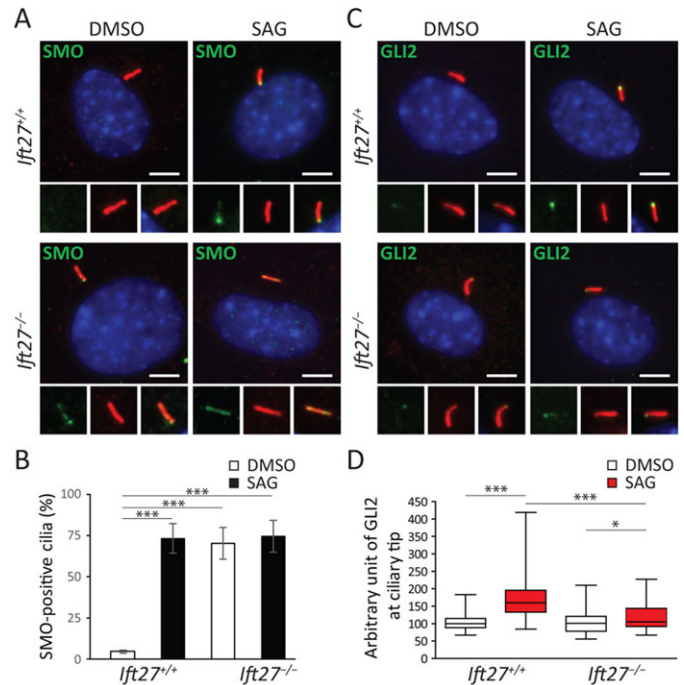 A
DMSO SAG
Ift27+/+
SMO SMO
Ift27−/−
SMO SMO
C
DMSO SAG
Ift27+/+
GLI2 GLI2
Ift27−/−
GLI2 GLI2
B
DMSO
SAG
SMO-positive cilia (%)
100
75
50
25
0
***
***
***
Ift27+/+ Ift27−/−
D
DMSO
SAG
Arbitrary unit of GLI2
at ciliary tip
450
400
350
300
250
200
150
100
50
0
*** ***
*
Ift27+/+ Ift27−/−